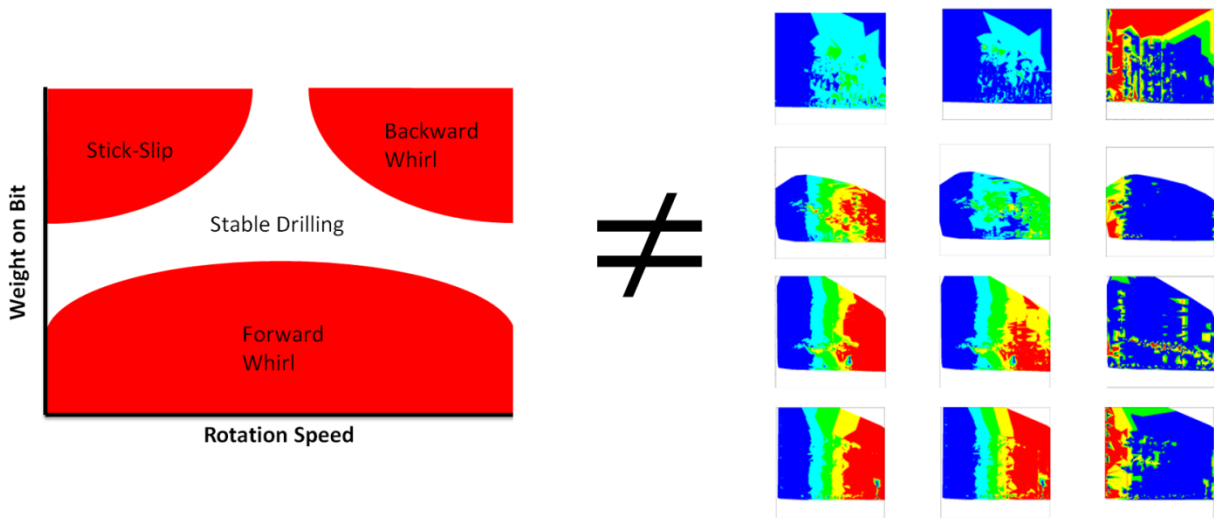 Stick-Slip
Backward
Whirl
Stable Drilling
Forward
Whirl
Weight on Bit
Rotation Speed
≠